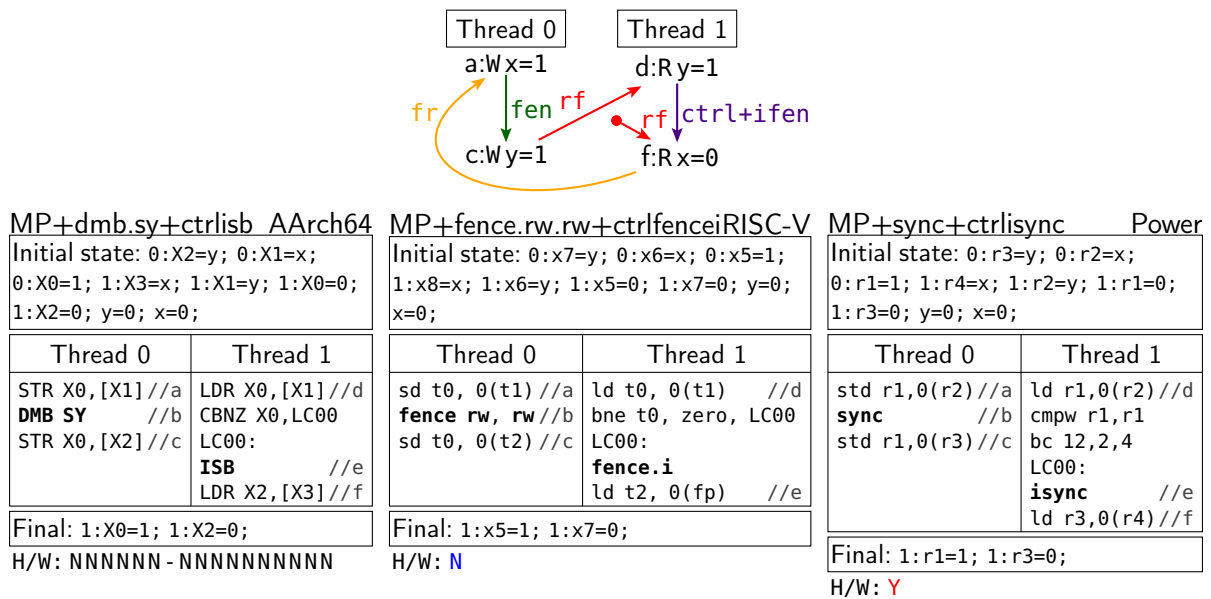 Thread 0 Thread 1
a:W x=1 d:R y=1
fr fen rf rf ctrl+ifen
c:W y=1 f:R x=0
MP+dmb.sy+ctrlisb AArch64
Initial state: 0:X2=y; 0:X1=x;
0:X0=1; 1:X3=x; 1:X1=y; 1:X0=0;
1:X2=0; y=0; x=0;
Thread 0 Thread 1
STR X0,[X1]//a LDR X0,[X1]//d
DMB SY //b CBNZ X0,LC00
STR X0,[X2]//c LC00:
ISB //e
LDR X2,[X3]//f
Final: 1:X0=1; 1:X2=0;
H/W: NNNNNN-NNNNNNNNNN
MP+fence.rw.rw+ctrlfenceiRISC-V
Initial state: 0:x7=y; 0:x6=x; 0:x5=1;
1:x8=x; 1:x6=y; 1:x5=0; 1:x7=0; y=0;
x=0;
Thread 0 Thread 1
sd t0, 0(t1)//a ld t0, 0(t1) //d
fence rw, rw//b bne t0, zero, LC00
sd t0, 0(t2)//c LC00:
fence.i
ld t2, 0(fp) //e
Final: 1:x5=1; 1:x7=0;
H/W: N
MP+sync+ctrlisync Power
Initial state: 0:r3=y; 0:r2=x;
0:r1=1; 1:r4=x; 1:r2=y; 1:r1=0;
1:r3=0; y=0; x=0;
Thread 0 Thread 1
std r1,0(r2)//a ld r1,0(r2)//d
sync //b cmpw r1,r1
std r1,0(r3)//c bc 12,2,4
LC00:
isync //e
ld r3,0(r4)//f
Final: 1:r1=1; 1:r3=0;
H/W: Y